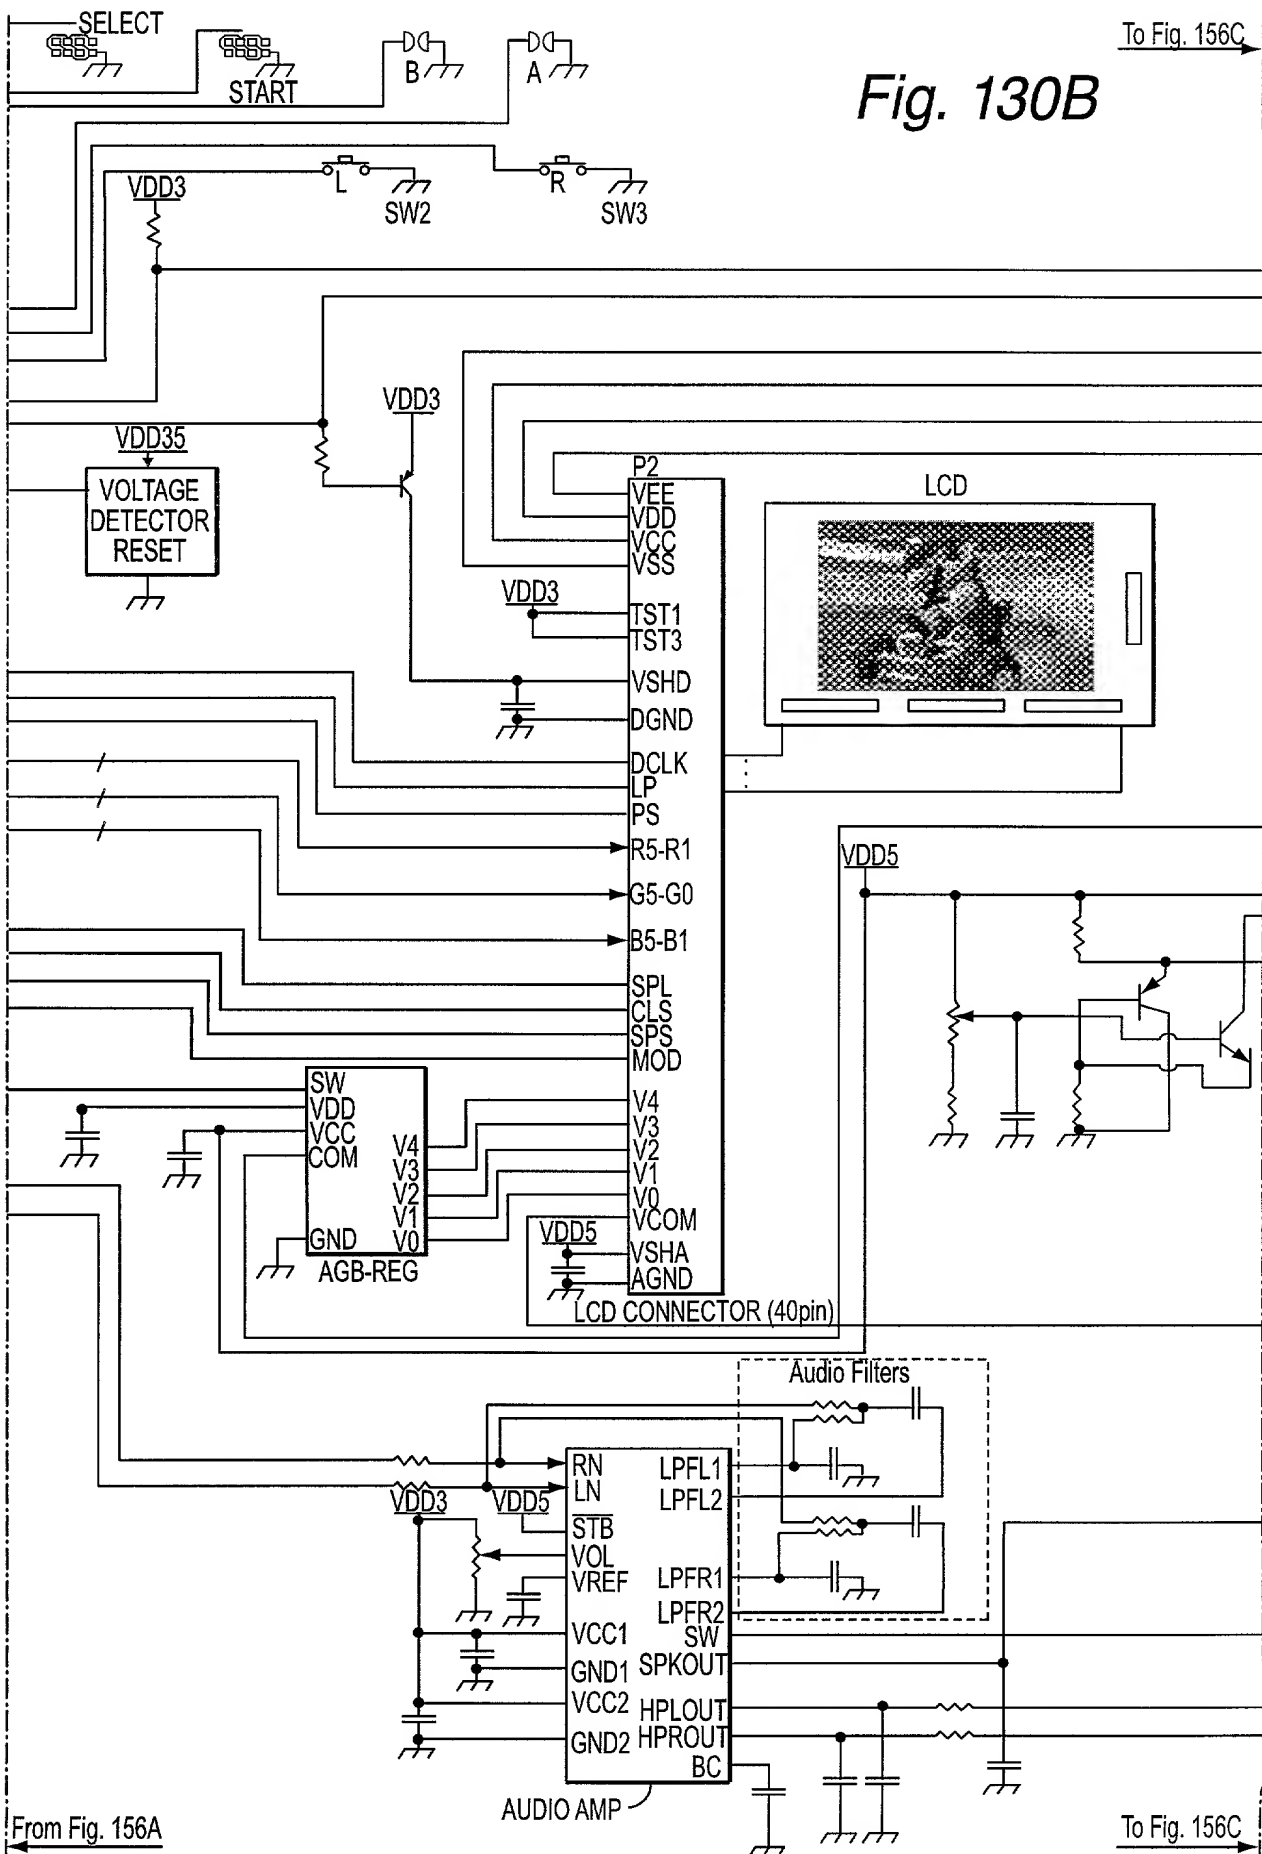 SELECT
To Fig. 156C
START
B
A
Fig. 130B
VDD3
L
SW2
R
SW3
VDD3
VDD35
VOLTAGE
DETECTOR
RESET
P2
VEE
VDD
VCC
VSS
LCD
VDD3
TST1
TST3
VSHD
DGND
DCLK
LP
PS
R5-R1
G5-G0
B5-B1
VDD5
SPL
CLS
SPS
MOD
SW
VDD
VCC
COM
GND
V4
V3
V2
V1
V0
AGB-REG
V4
V3
V2
V1
V0
VCOM
VDD5
VSHA
AGND
LCD CONNECTOR (40pin)
Audio Filters
RN
LN
VDD3
VDD5
STB
VOL
VREF
VCC1
GND1
VCC2
GND2
LPFL1
LPFL2
LPFR1
LPFR2
SW
SPKOUT
HPLOUT
HPROUT
BC
AUDIO AMP
From Fig. 156A
To Fig. 156C